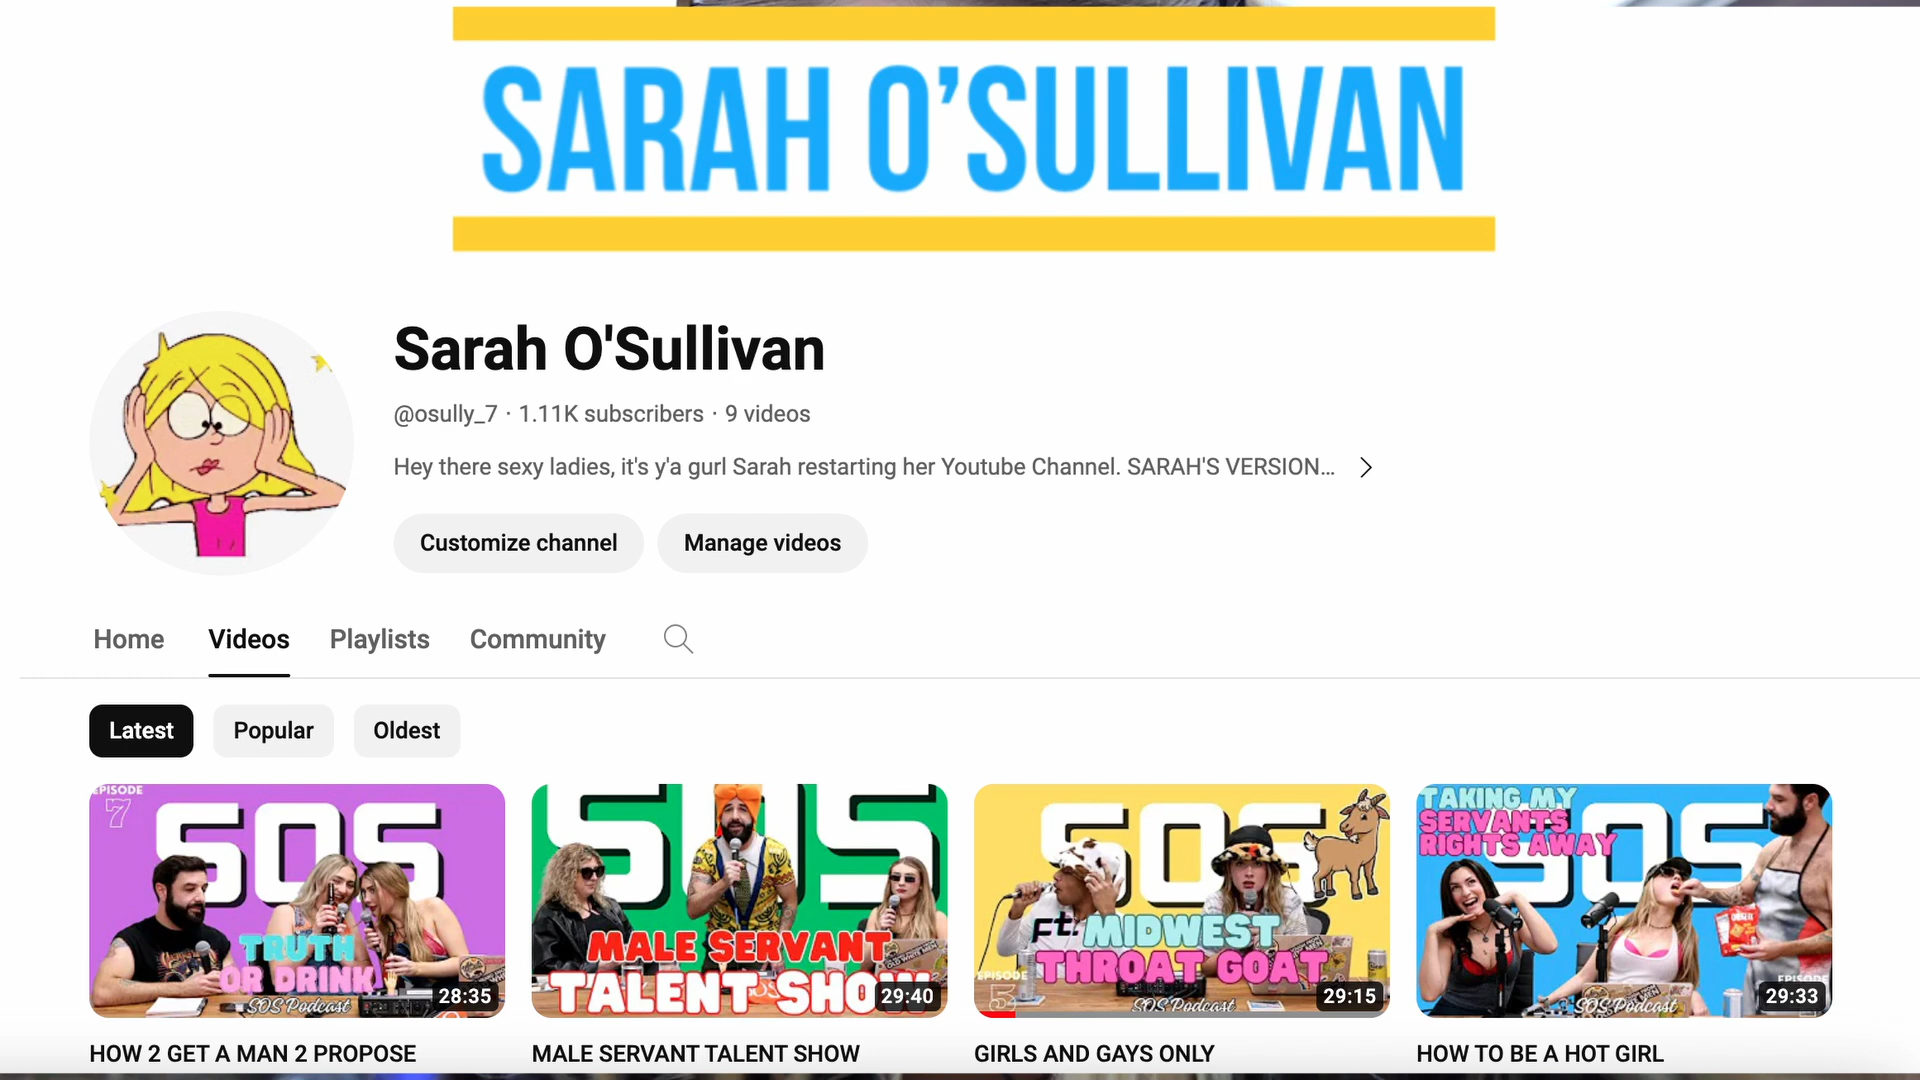 SARAH O'SULLIVAN
Sarah O'Sullivan
@osully_7 · 1.11K subscribers · 9 videos
Hey there sexy ladies, it's y'a gurl Sarah restarting her Youtube Channel. SARAH'S VERSION...
Customize channel
Manage videos
Home
Videos
Playlists
Community
Latest
Popular
Oldest
EPISODE
7
SOS
TRUTH
OR DRINK
SOS Podcast
28:35
HOW 2 GET A MAN 2 PROPOSE
SOS
MALE SERVANT
TALENT SHOW
29:40
MALE SERVANT TALENT SHOW
SOS
ft. MIDWEST
THROAT GOAT
EPISODE
5
SOS Podcast
29:15
GIRLS AND GAYS ONLY
TAKING MY
SERVANTS
RIGHTS AWAY
SOS
EPISODE
SOS Podcast
29:33
HOW TO BE A HOT GIRL